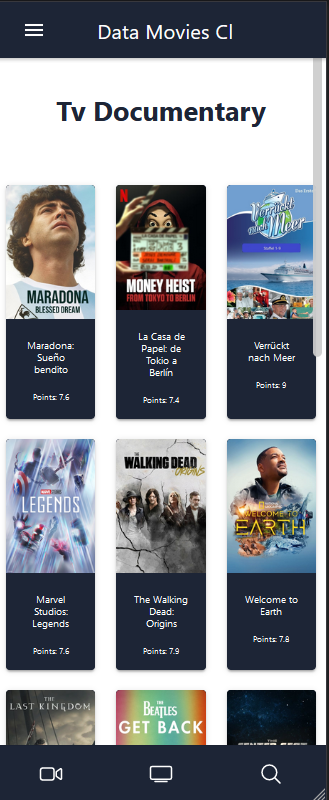 Data Movies Cl
Tv Documentary
MARADONA
BLESSED DREAM
Maradona:
Sueño
bendito
Points: 7.6
N
MONEY HEIST
FROM TOKYO TO BERLIN
La Casa de
Papel: de
Tokio a
Berlín
Points: 7.4
Verrückt
nach Meer
Verrückt
nach Meer
Points: 9
MARVEL
LEGENDS
Marvel
Studios:
Legends
Points: 7.6
THE
WALKING DEAD
ORIGINS
The Walking
Dead:
Origins
Points: 7.9
WELCOME TO
EARTH
Welcome to
Earth
Points: 7.8
THE
LAST KINGDOM
THE
BEATLES
GET BACK